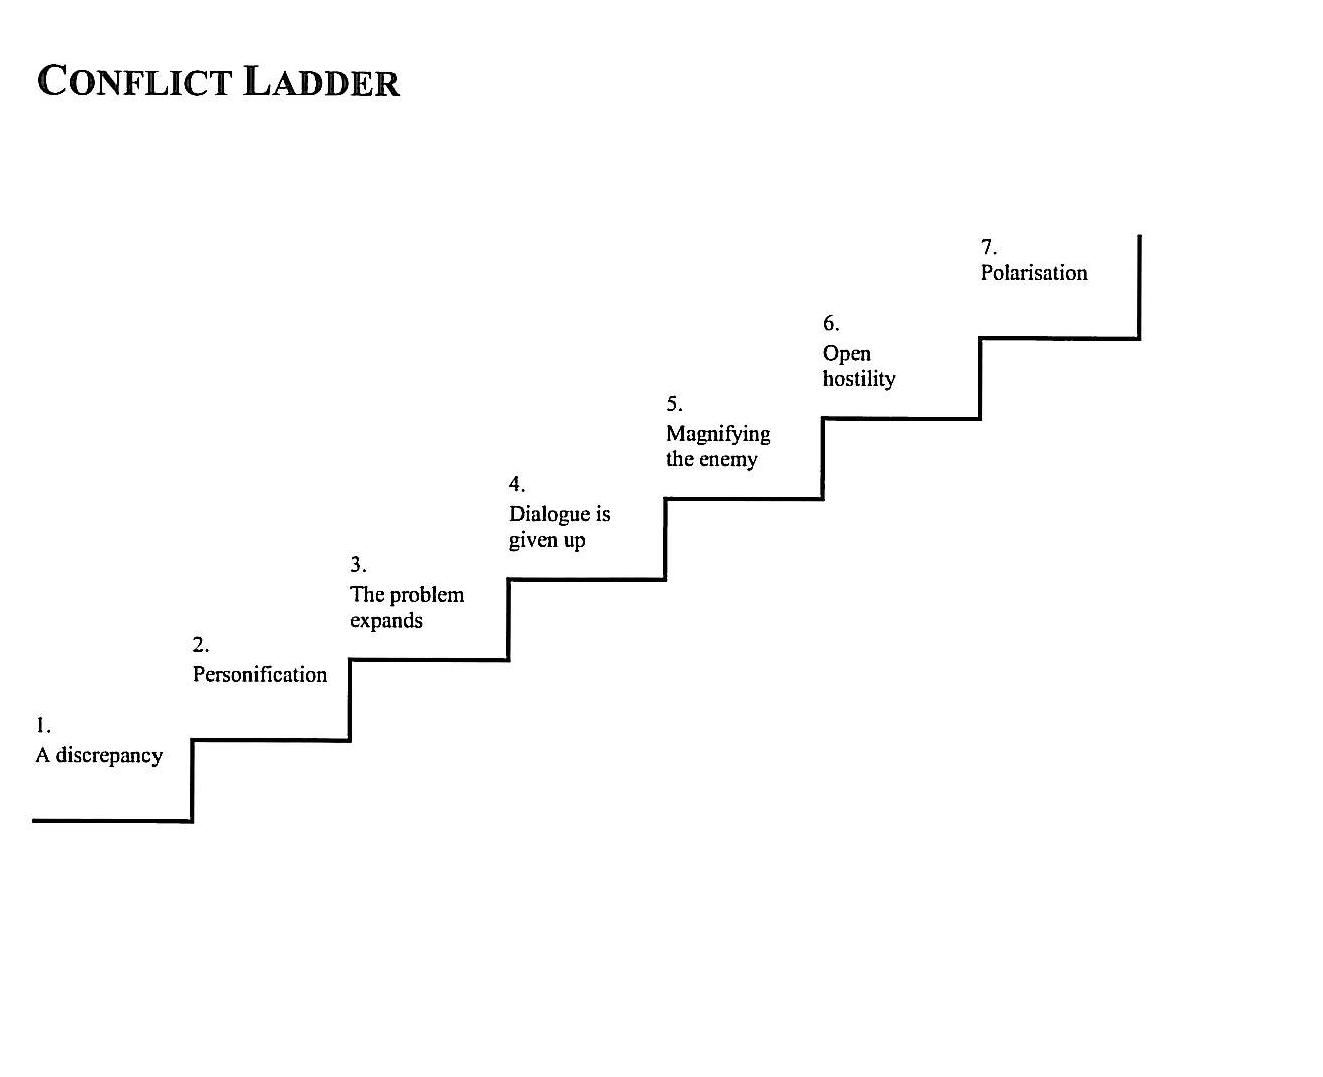 CONFLICT LADDER
7.
Polarisation
6.
Open
hostility
5.
Magnifying
the enemy
4.
Dialogue is
given up
3.
The problem
expands
2.
Personification
1.
A discrepancy